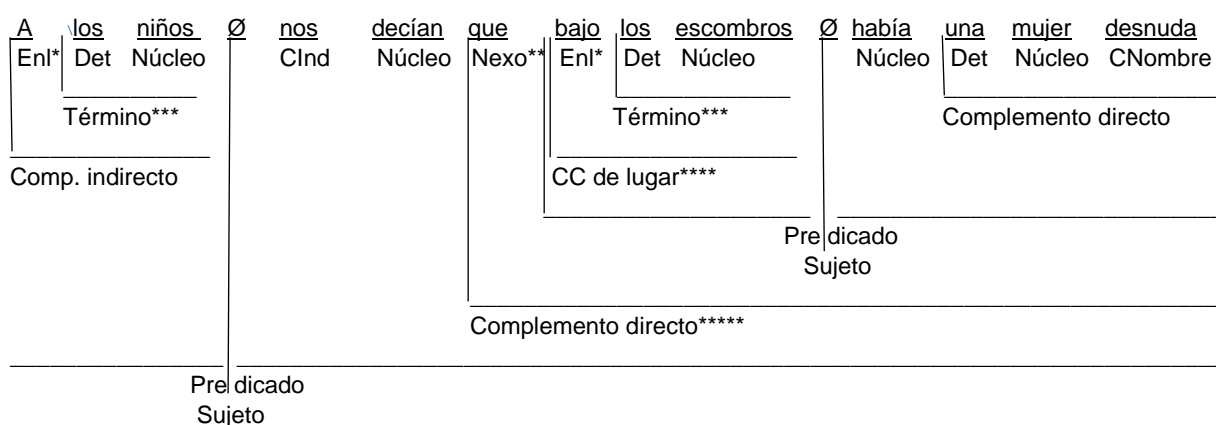 A los niños Ø nos decían que bajo los escombros Ø había una mujer desnuda
Enl* Det Núcleo CInd Núcleo Nexo** Enl* Det Núcleo Núcleo Det Núcleo CNombre
Término*** Término*** Complemento directo
Comp. indirecto CC de lugar****
Predicado
Sujeto
Complemento directo*****
Predicado
Sujeto